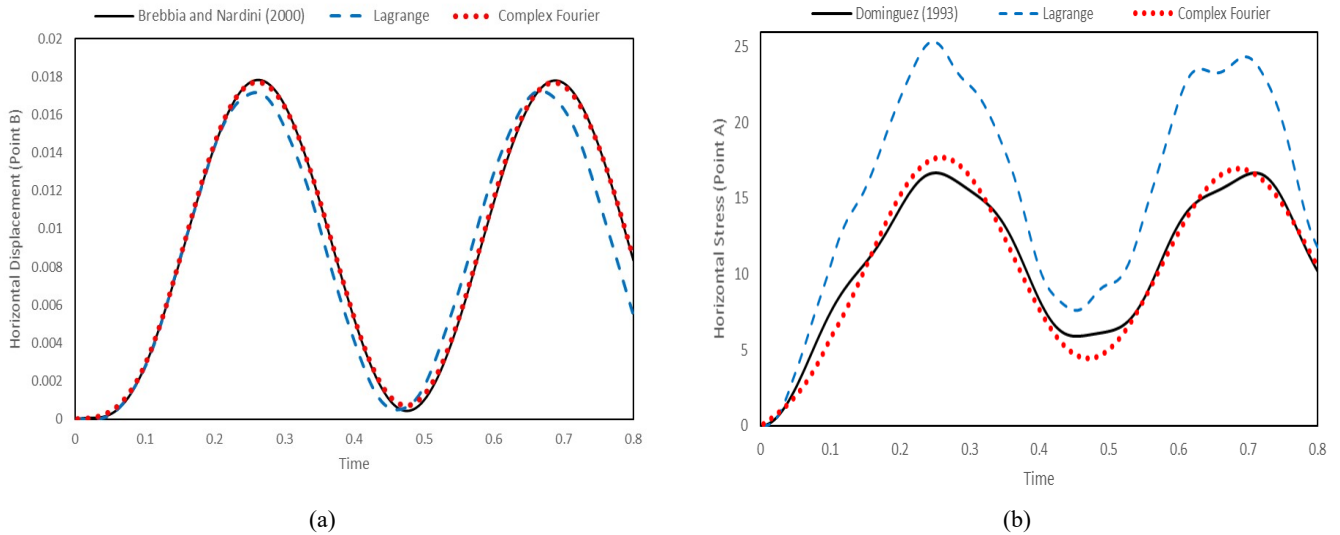 Brebbia and Nardini (2000) Lagrange Complex Fourier
Horizontal Displacement (Point B)
0.02
0.018
0.016
0.014
0.012
0.01
0.008
0.006
0.004
0.002
0
0 0.1 0.2 0.3 0.4 0.5 0.6 0.7 0.8
Time
(a)
Dominguez (1993) Lagrange Complex Fourier
Horizontal Stress (Point A)
25
20
15
10
5
0
0 0.1 0.2 0.3 0.4 0.5 0.6 0.7 0.8
Time
(b)